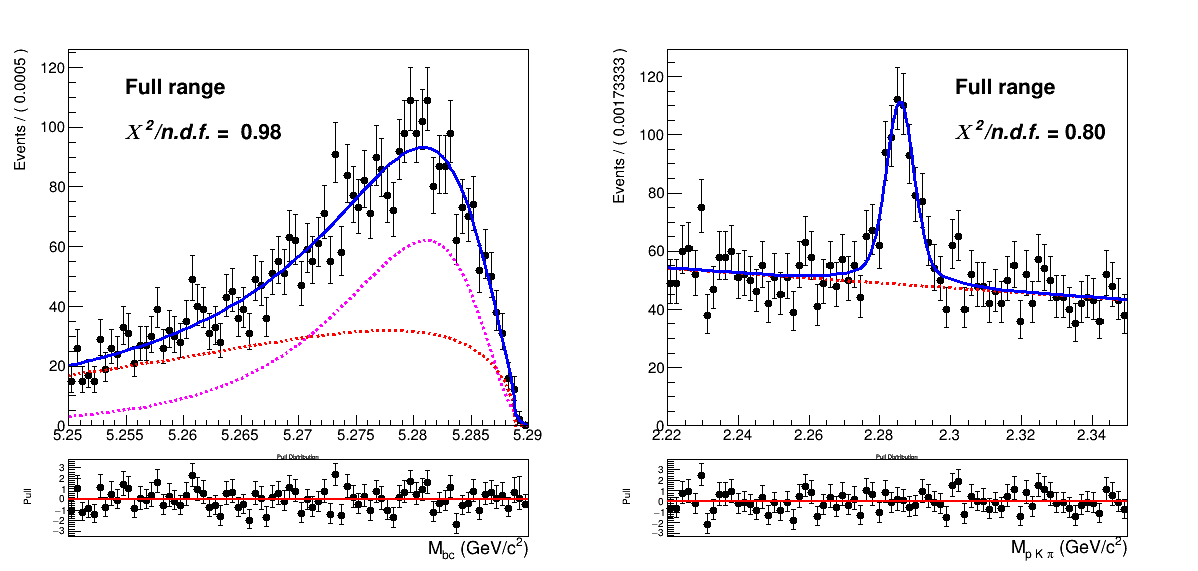 Events / ( 0.0005 )
Full range
X²/n.d.f. = 0.98
120
100
80
60
40
20
0
5.25 5.255 5.26 5.265 5.27 5.275 5.28 5.285 5.29
Pull Distribution
Pull
3
2
1
0
−1
−2
−3
M_bc (GeV/c²)
Events / ( 0.00173333 )
Full range
X²/n.d.f. = 0.80
120
100
80
60
40
20
0
2.22 2.24 2.26 2.28 2.3 2.32 2.34
Pull Distribution
Pull
3
2
1
0
−1
−2
−3
M_p K π (GeV/c²)